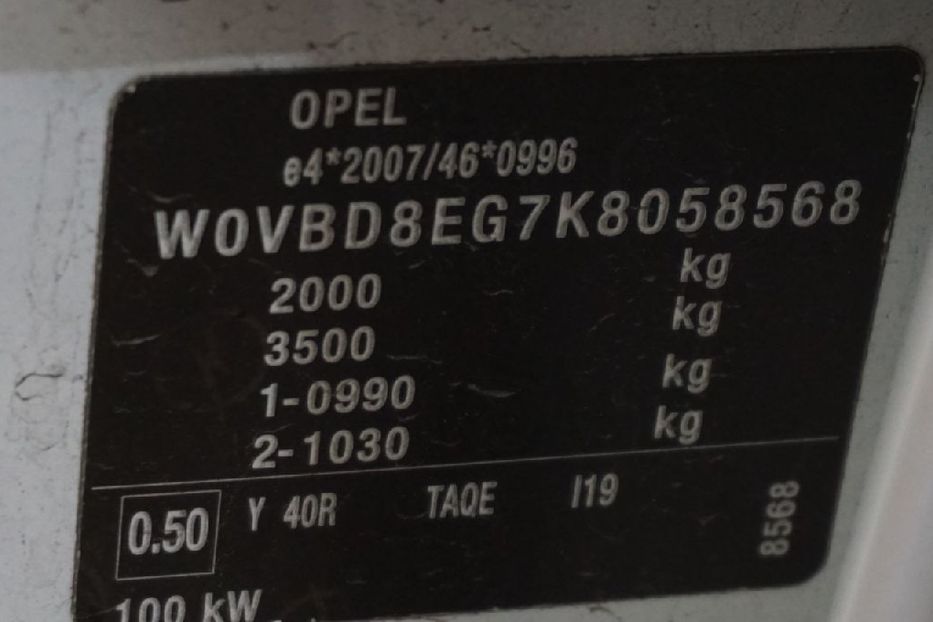 OPEL
e4*2007/46*0996
W0VBD8EG7K8058568
2000 kg
3500 kg
1-0990 kg
2-1030 kg
0.50 Y 40R TAQE I19
8568
100 kW